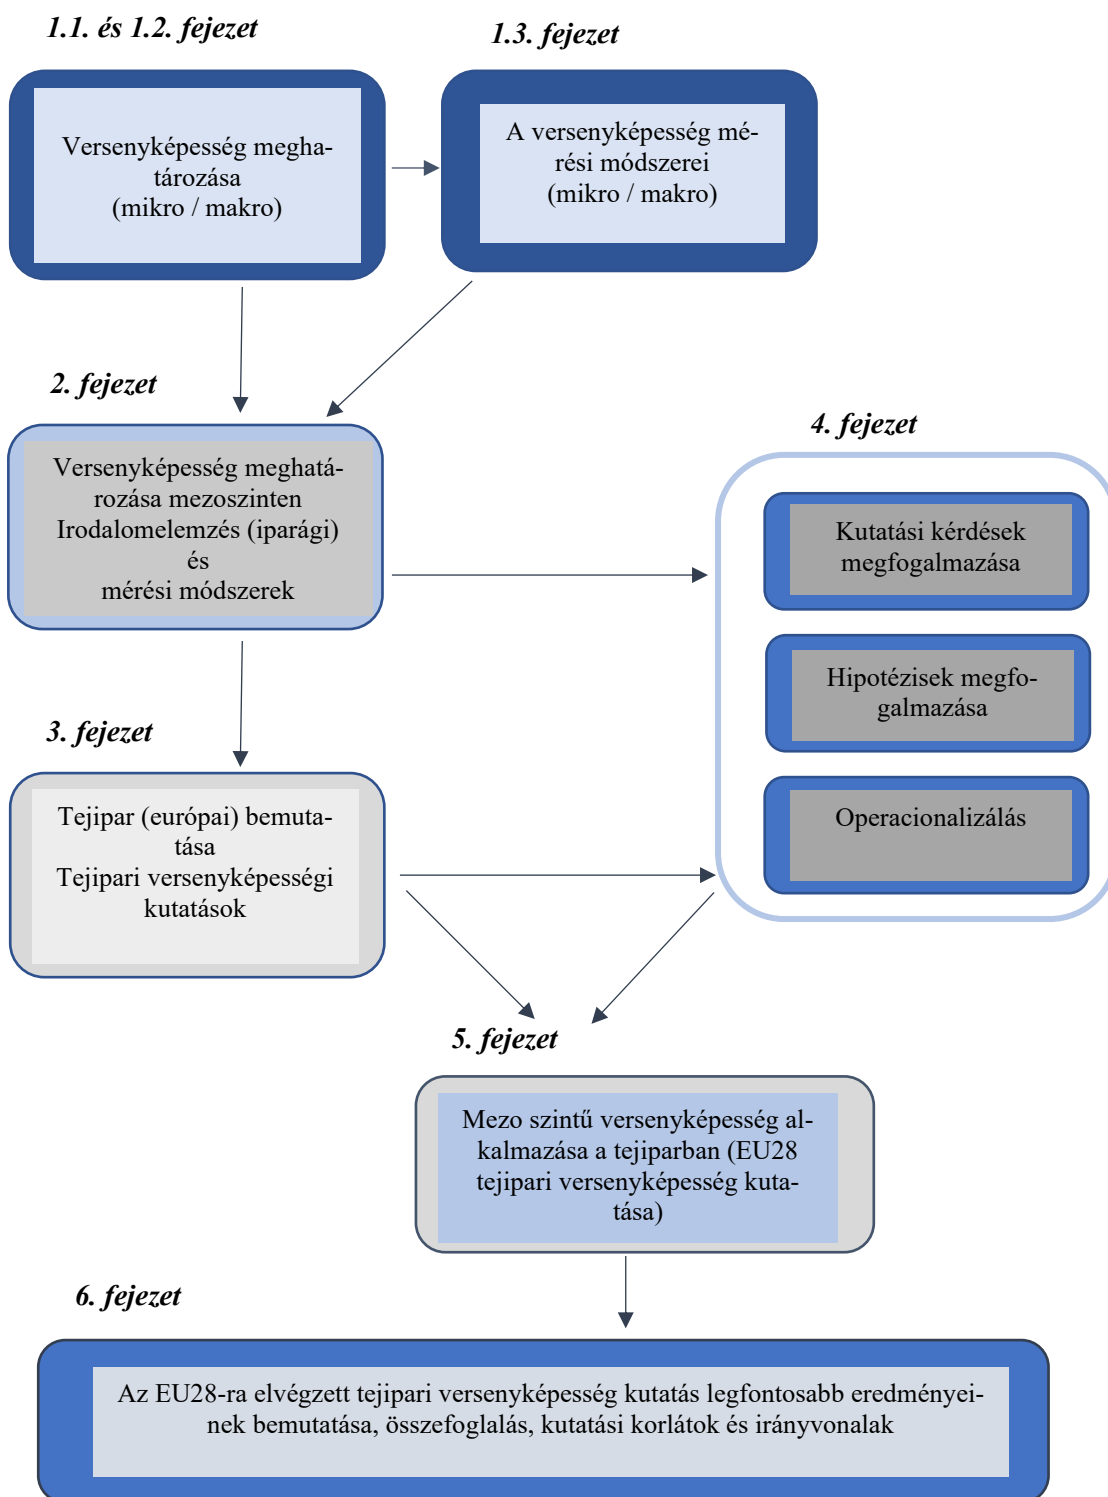 1.1. és 1.2. fejezet
1.3. fejezet
Versenyképesség megha-
tározása
(mikro / makro)
A versenyképesség mé-
rési módszerei
(mikro / makro)
2. fejezet
Versenyképesség meghatá-
rozása mezoszinten
Irodalomelemzés (iparági)
és
mérési módszerek
4. fejezet
Kutatási kérdések
megfogalmazása
Hipotézisek megfo-
galmazása
Operacionalizálás
3. fejezet
Tejipar (európai) bemuta-
tása
Tejipari versenyképességi
kutatások
5. fejezet
Mezo szintű versenyképesség al-
kalmazása a tejiparban (EU28
tejipari versenyképesség kuta-
tása)
6. fejezet
Az EU28-ra elvégzett tejipari versenyképesség kutatás legfontosabb eredményei-
nek bemutatása, összefoglalás, kutatási korlátok és irányvonalak